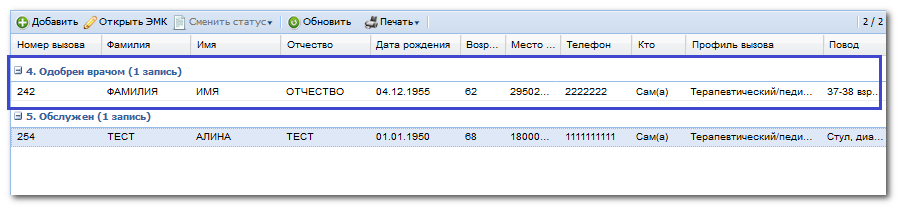 Добавить Открыть ЭМК Сменить статус Обновить Печать 2 / 2
Номер вызова Фамилия Имя Отчество Дата рождения Возр... Место ... Телефон Кто Профиль вызова Повод
4. Одобрен врачом (1 запись)
242 ФАМИЛИЯ ИМЯ ОТЧЕСТВО 04.12.1955 62 29502... 2222222 Сам(а) Терапевтический/педи... 37-38 взр...
5. Обслужен (1 запись)
254 ТЕСТ АЛИНА ТЕСТ 01.01.1950 68 18000... 1111111111 Сам(а) Терапевтический/педи... Стул, диа...